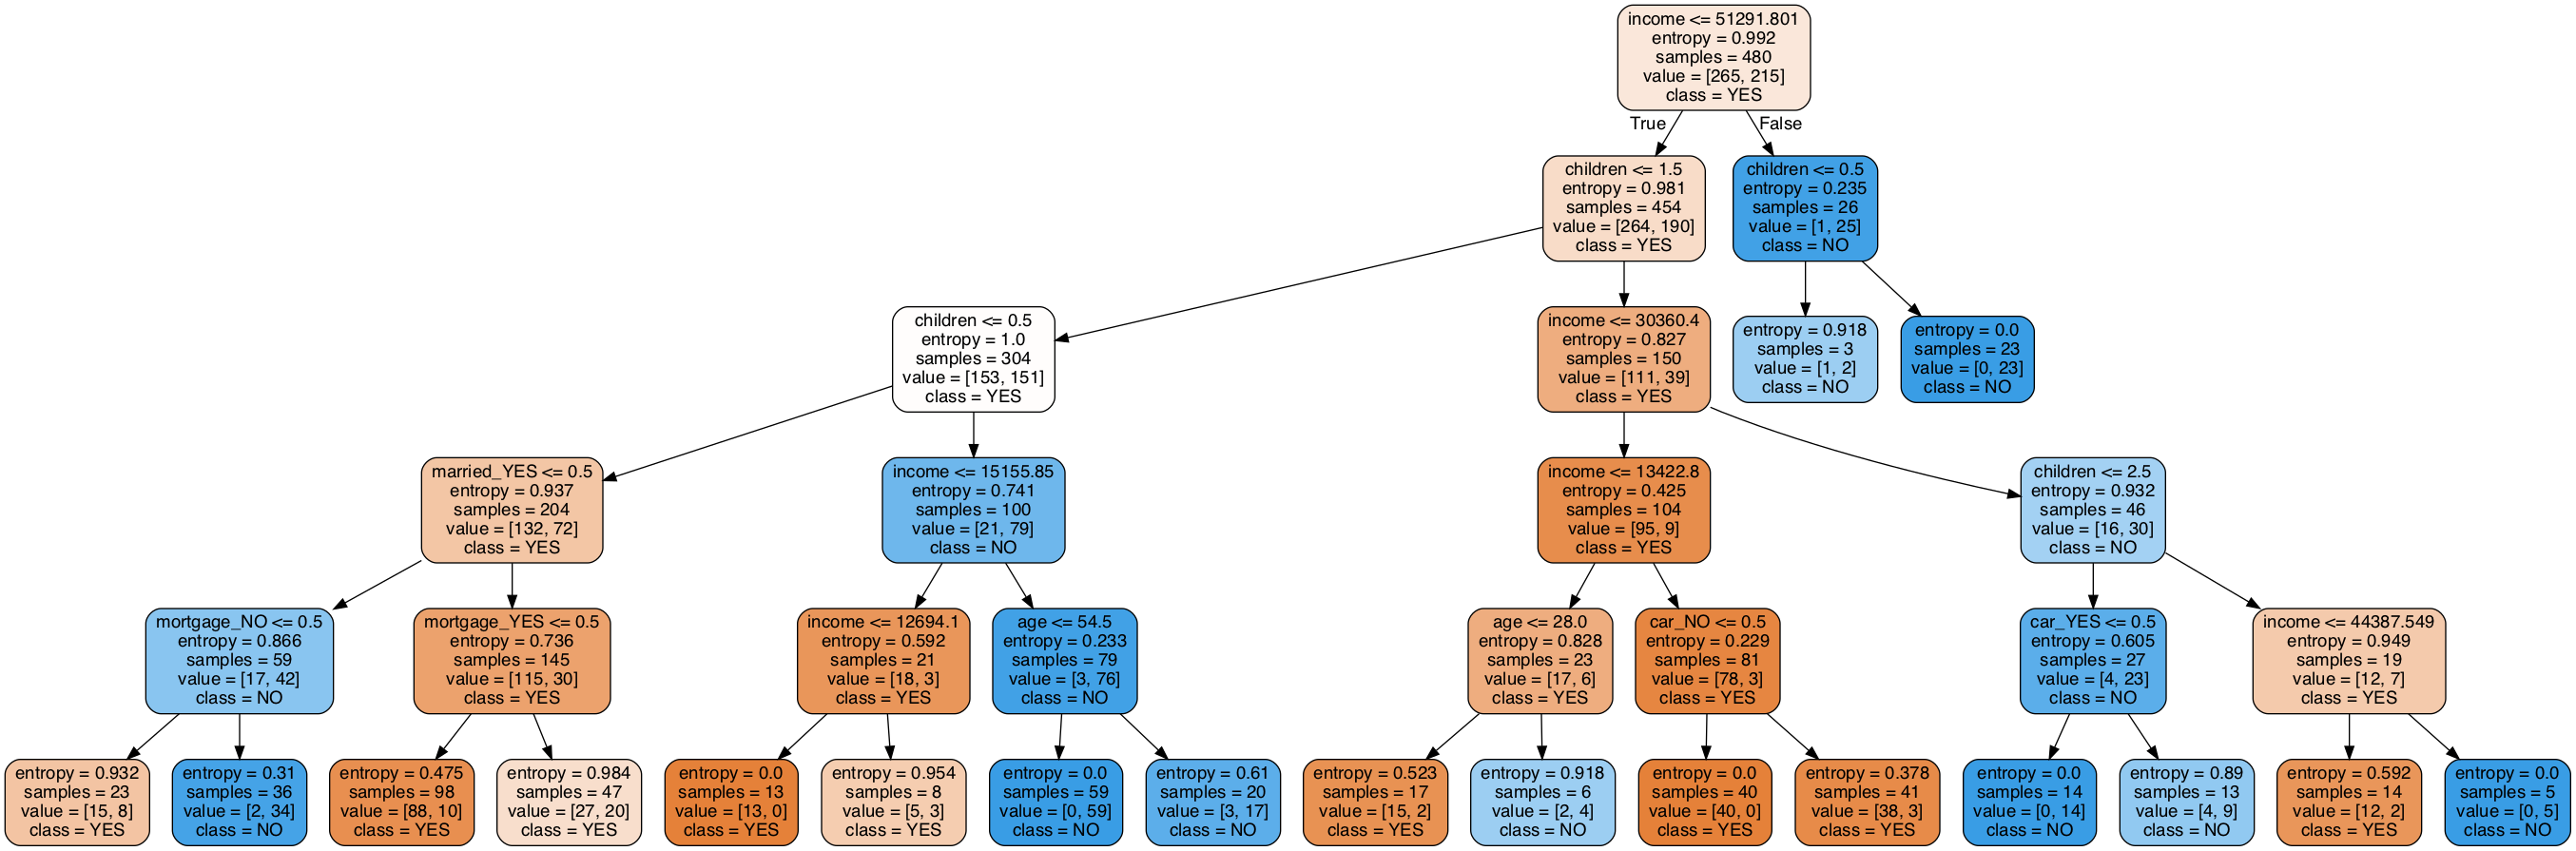 income <= 51291.801
entropy = 0.992
samples = 480
value = [265, 215]
class = YES
True
False
children <= 1.5
entropy = 0.981
samples = 454
value = [264, 190]
class = YES
children <= 0.5
entropy = 0.235
samples = 26
value = [1, 25]
class = NO
children <= 0.5
entropy = 1.0
samples = 304
value = [153, 151]
class = YES
income <= 30360.4
entropy = 0.827
samples = 150
value = [111, 39]
class = YES
entropy = 0.918
samples = 3
value = [1, 2]
class = NO
entropy = 0.0
samples = 23
value = [0, 23]
class = NO
married_YES <= 0.5
entropy = 0.937
samples = 204
value = [132, 72]
class = YES
income <= 15155.85
entropy = 0.741
samples = 100
value = [21, 79]
class = NO
income <= 13422.8
entropy = 0.425
samples = 104
value = [95, 9]
class = YES
children <= 2.5
entropy = 0.932
samples = 46
value = [16, 30]
class = NO
mortgage_NO <= 0.5
entropy = 0.866
samples = 59
value = [17, 42]
class = NO
mortgage_YES <= 0.5
entropy = 0.736
samples = 145
value = [115, 30]
class = YES
income <= 12694.1
entropy = 0.592
samples = 21
value = [18, 3]
class = YES
age <= 54.5
entropy = 0.233
samples = 79
value = [3, 76]
class = NO
age <= 28.0
entropy = 0.828
samples = 23
value = [17, 6]
class = YES
car_NO <= 0.5
entropy = 0.229
samples = 81
value = [78, 3]
class = YES
car_YES <= 0.5
entropy = 0.605
samples = 27
value = [4, 23]
class = NO
income <= 44387.549
entropy = 0.949
samples = 19
value = [12, 7]
class = YES
entropy = 0.932
samples = 23
value = [15, 8]
class = YES
entropy = 0.31
samples = 36
value = [2, 34]
class = NO
entropy = 0.475
samples = 98
value = [88, 10]
class = YES
entropy = 0.984
samples = 47
value = [27, 20]
class = YES
entropy = 0.0
samples = 13
value = [13, 0]
class = YES
entropy = 0.954
samples = 8
value = [5, 3]
class = YES
entropy = 0.0
samples = 59
value = [0, 59]
class = NO
entropy = 0.61
samples = 20
value = [3, 17]
class = NO
entropy = 0.523
samples = 17
value = [15, 2]
class = YES
entropy = 0.918
samples = 6
value = [2, 4]
class = NO
entropy = 0.0
samples = 40
value = [40, 0]
class = YES
entropy = 0.378
samples = 41
value = [38, 3]
class = YES
entropy = 0.0
samples = 14
value = [0, 14]
class = NO
entropy = 0.89
samples = 13
value = [4, 9]
class = NO
entropy = 0.592
samples = 14
value = [12, 2]
class = YES
entropy = 0.0
samples = 5
value = [0, 5]
class = NO